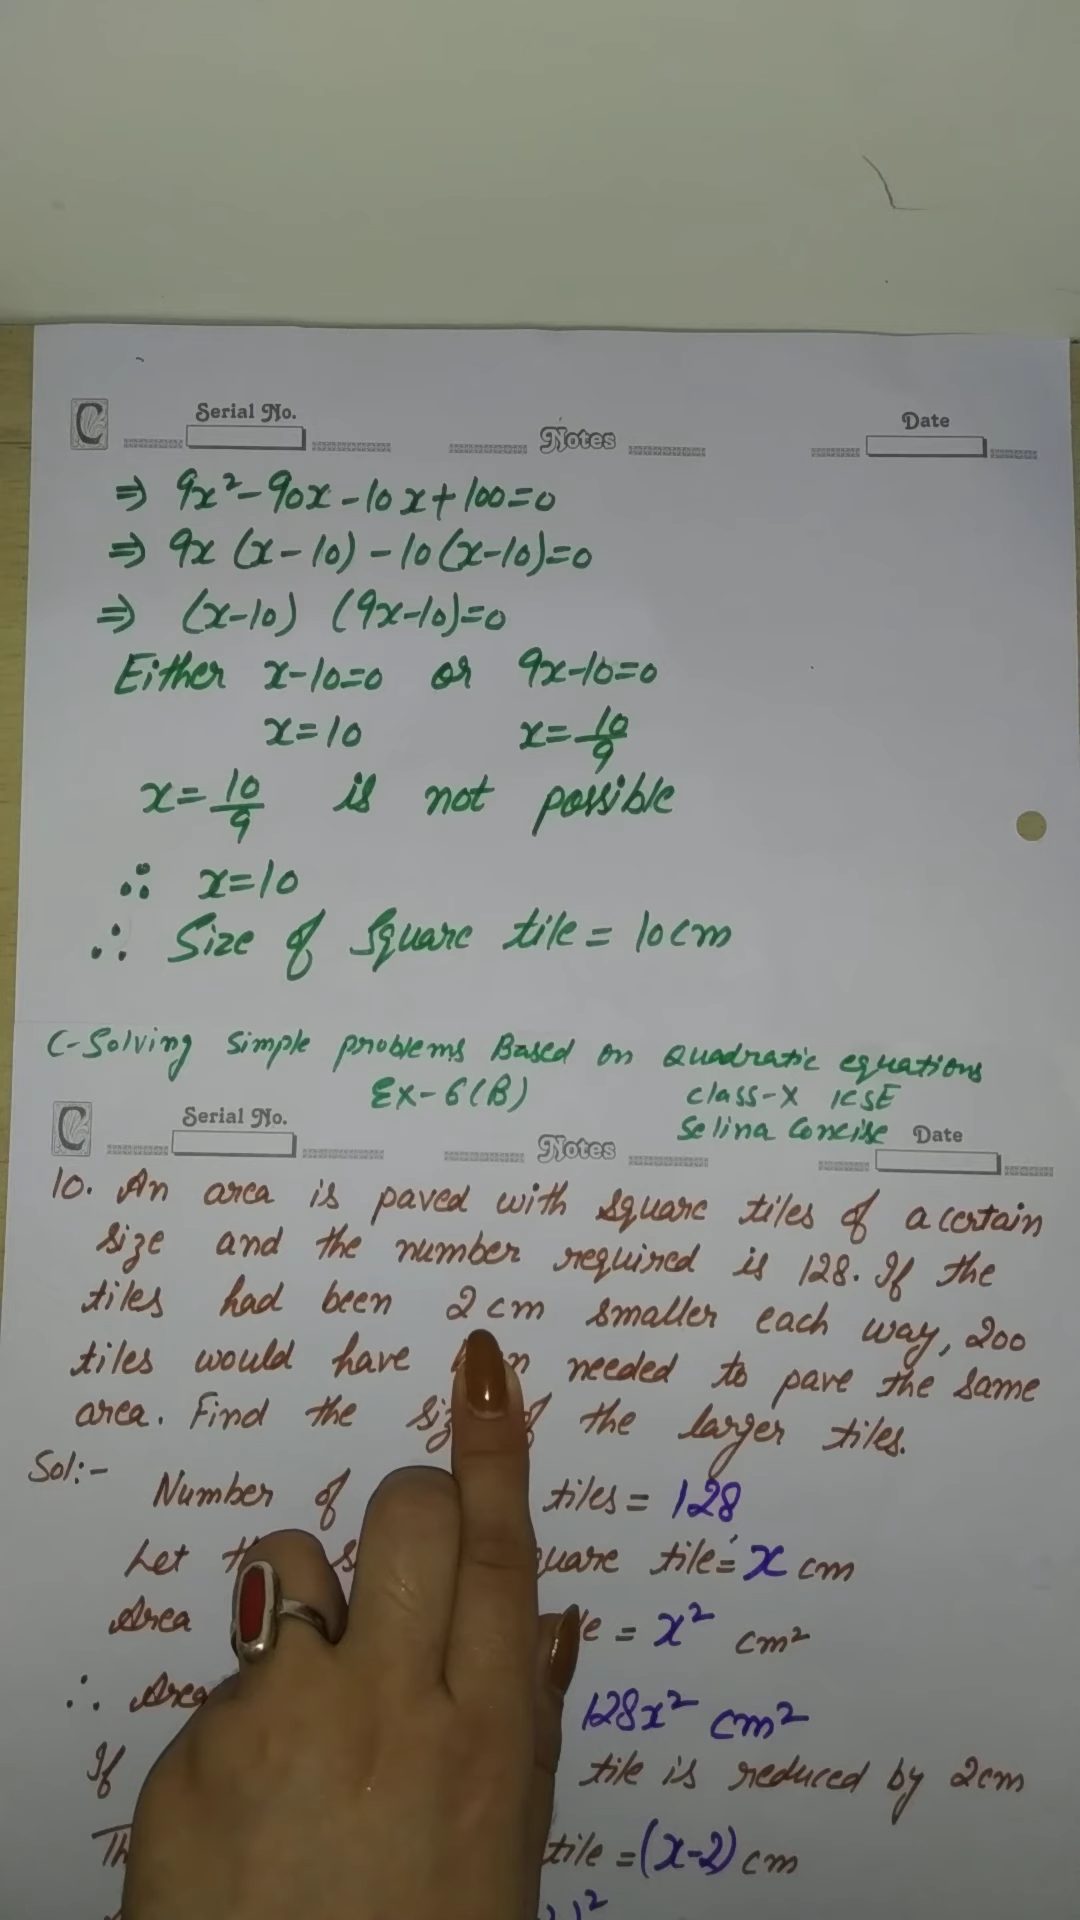 C
Serial No.
Notes
Date
⇒ 9x²-90x-10x+100=0
⇒ 9x (x-10) -10(x-10)=0
⇒ (x-10) (9x-10)=0
Either x-10=0 or 9x-10=0
x=10 x=10/9
x=10/9 is not possible
∴ x=10
∴ Size of Square tile = 10cm
C-Solving Simple problems Based on Quadratic equations
EX-6(B) class-X ICSE
Selina Concise
C
Serial No.
Notes
Date
10. An area is paved with square tiles of a certain
size and the number required is 128. If the
tiles had been 2cm smaller each way, 200
tiles would have needed to pave the same
area. Find the of the larger tiles.
Sol:-
Number of tiles = 128
Let tile = x cm
Area = x² cm²
∴ Area 128x² cm²
If tile is reduced by 2cm
tile = (x-2) cm